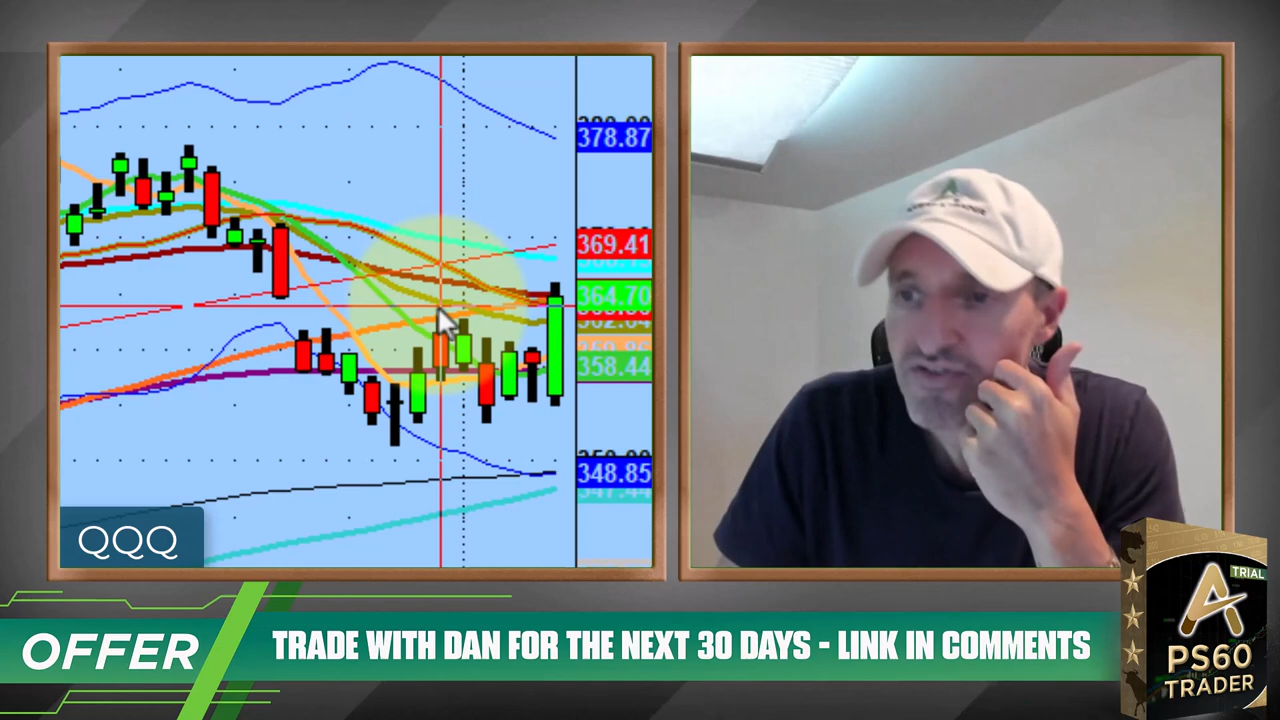 378.87
369.41
364.70
358.44
348.85
QQQ
OFFER
TRADE WITH DAN FOR THE NEXT 30 DAYS - LINK IN COMMENTS
TRIAL
PS60
TRADER